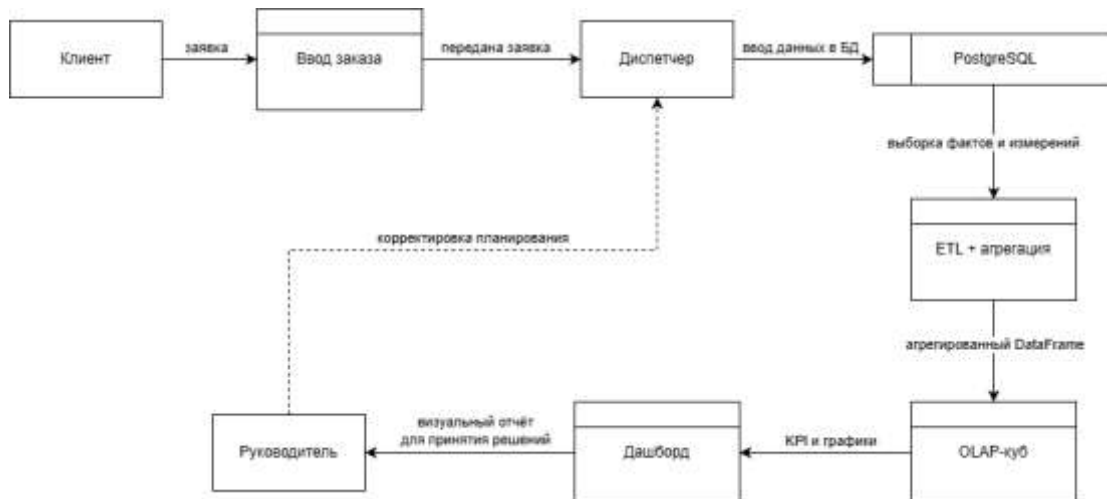 Клиент
заявка
Ввод заказа
передана заявка
Диспетчер
ввод данных в БД
PostgreSQL
выборка фактов и измерений
ETL + агрегация
корректировка планирования
агрегированный DataFrame
Руководитель
визуальный отчёт
для принятия решений
Дашборд
KPI и графики
OLAP-куб